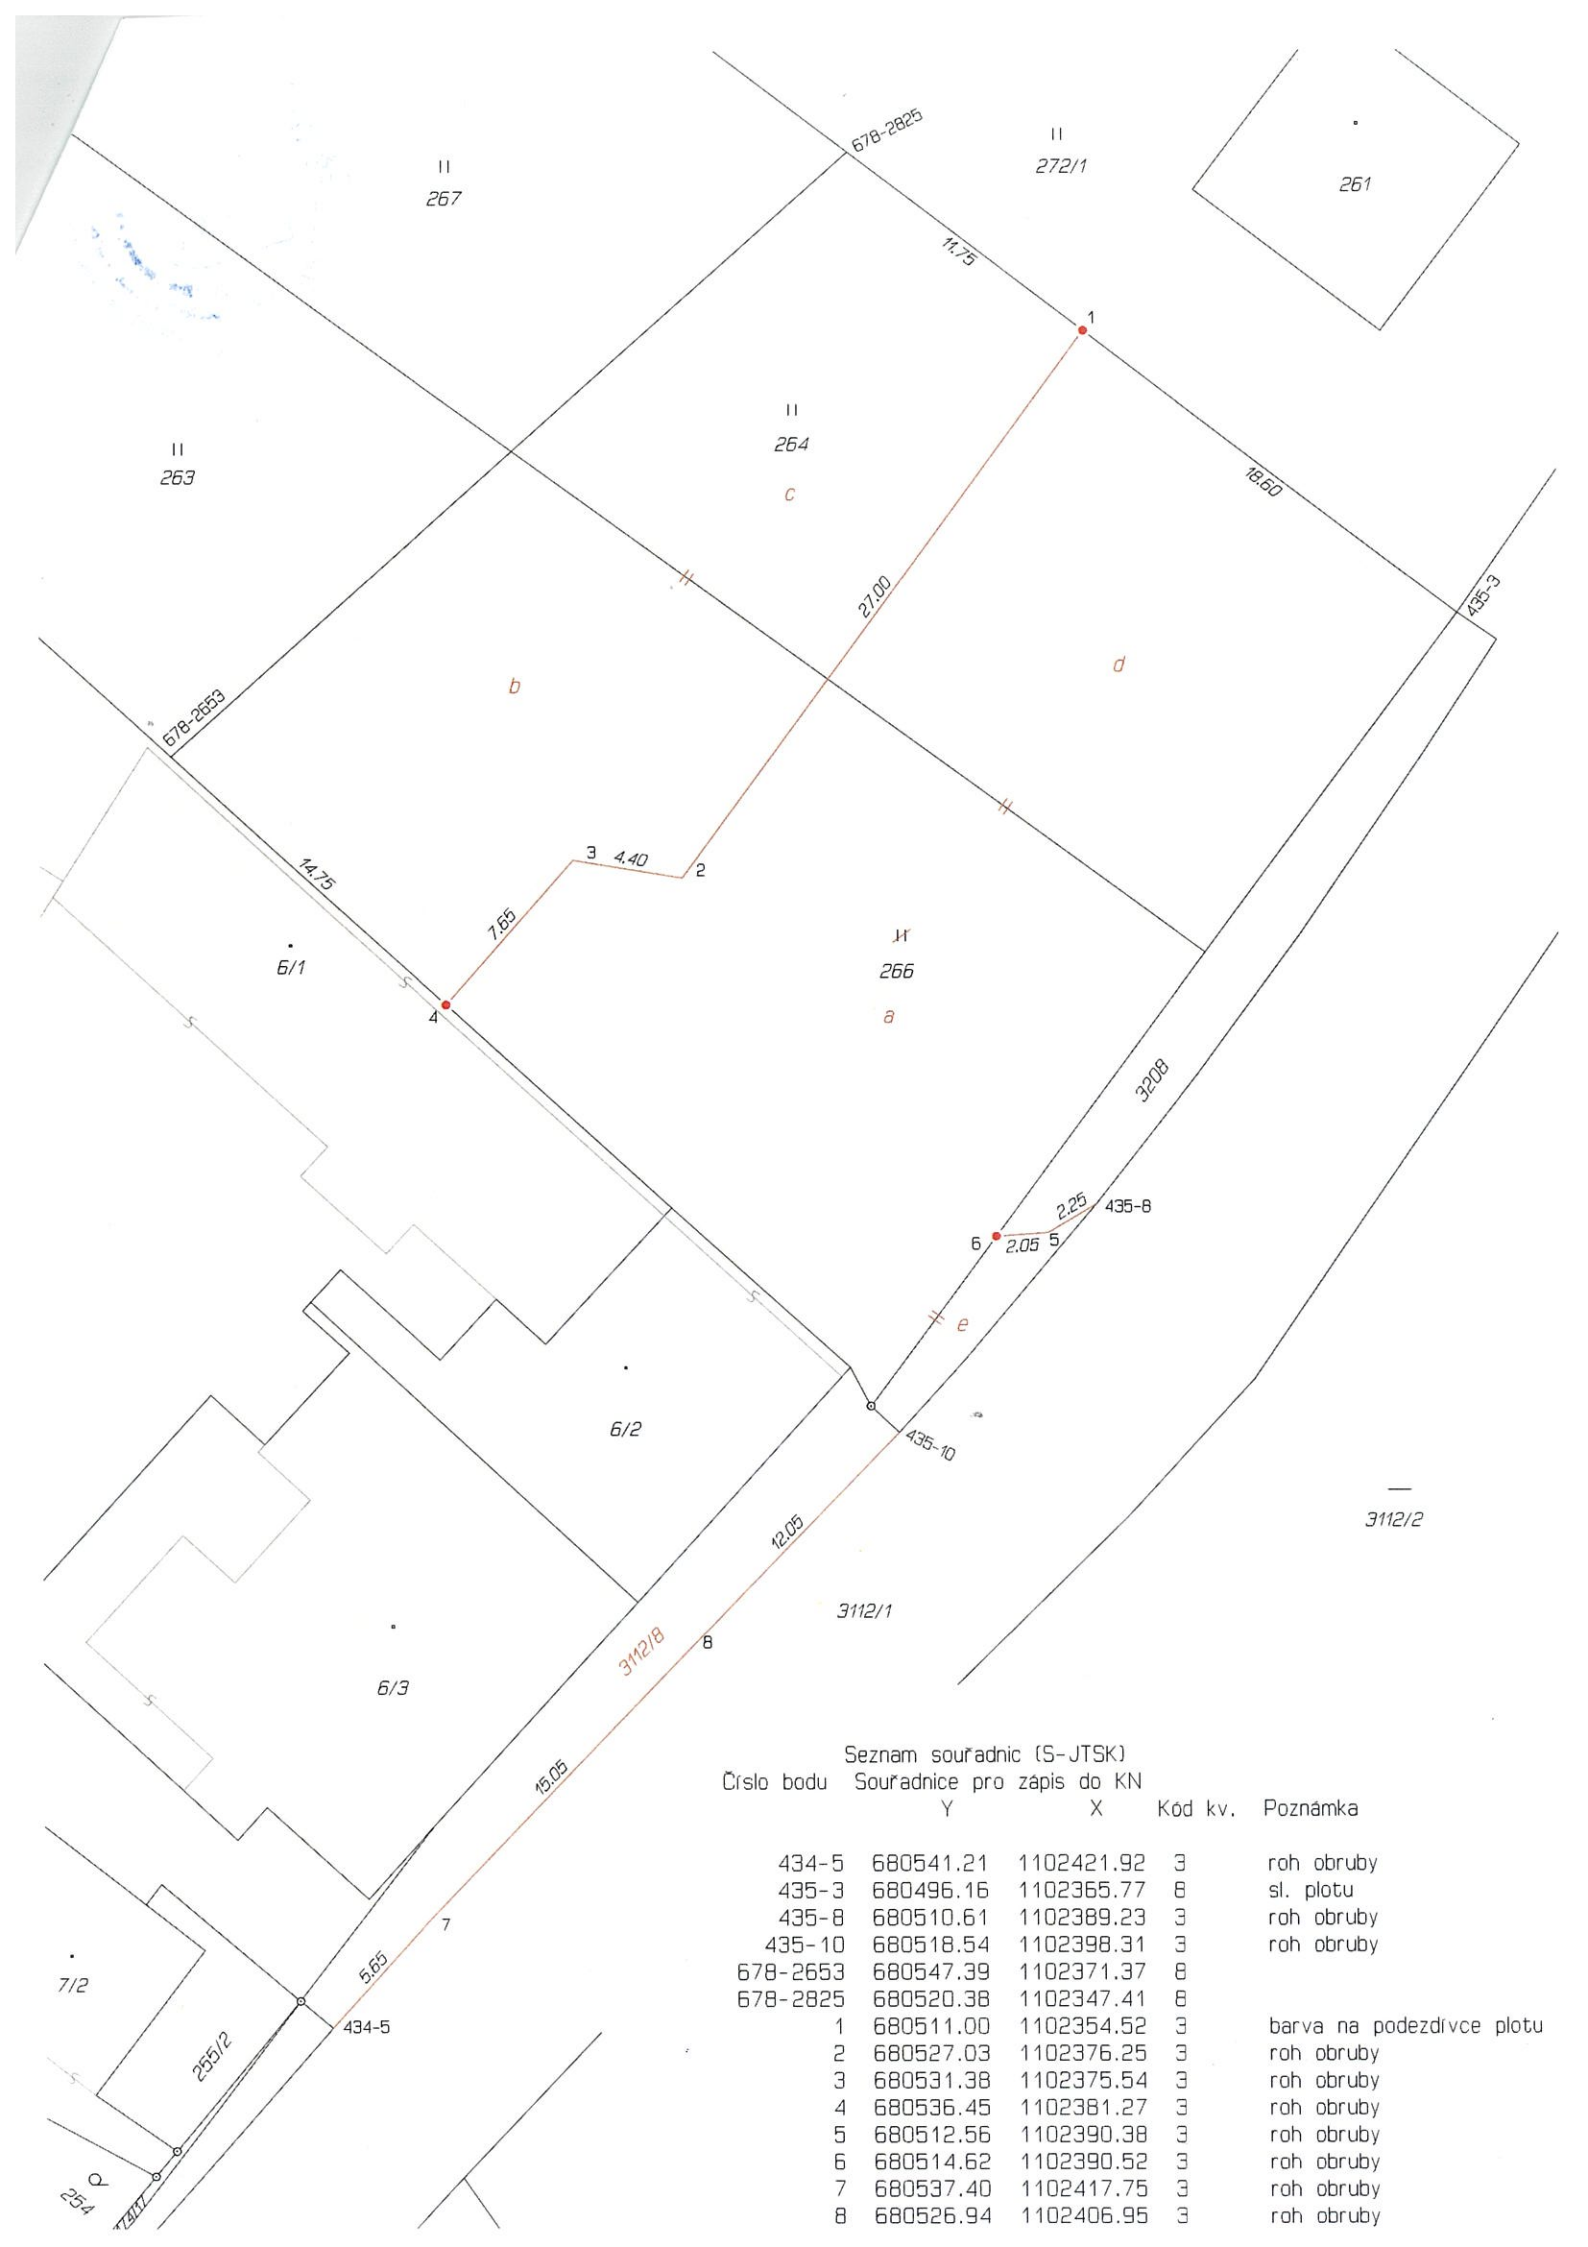 678-2825
272/1
261
267
11.75
1
264
c
263
18.60
27.00
435-3
d
b
678-2653
3
4.40
2
14.75
7.65
266
a
6/1
4
3208
2.25
435-8
6
2.05
5
e
6/2
435-10
12.05
3112/2
3112/1
3112/8
8
6/3
15.05
7
5.65
7/2
434-5
255/2
254
Seznam souřadnic (S-JTSK)
Číslo bodu Souřadnice pro zápis do KN
Y X Kód kv. Poznámka
434-5 680541.21 1102421.92 3 roh obruby
435-3 680496.16 1102365.77 8 sl. plotu
435-8 680510.61 1102389.23 3 roh obruby
435-10 680518.54 1102398.31 3 roh obruby
678-2653 680547.39 1102371.37 8
678-2825 680520.38 1102347.41 8
1 680511.00 1102354.52 3 barva na podezdívce plotu
2 680527.03 1102376.25 3 roh obruby
3 680531.38 1102375.54 3 roh obruby
4 680536.45 1102381.27 3 roh obruby
5 680512.56 1102390.38 3 roh obruby
6 680514.62 1102390.52 3 roh obruby
7 680537.40 1102417.75 3 roh obruby
8 680526.94 1102406.95 3 roh obruby